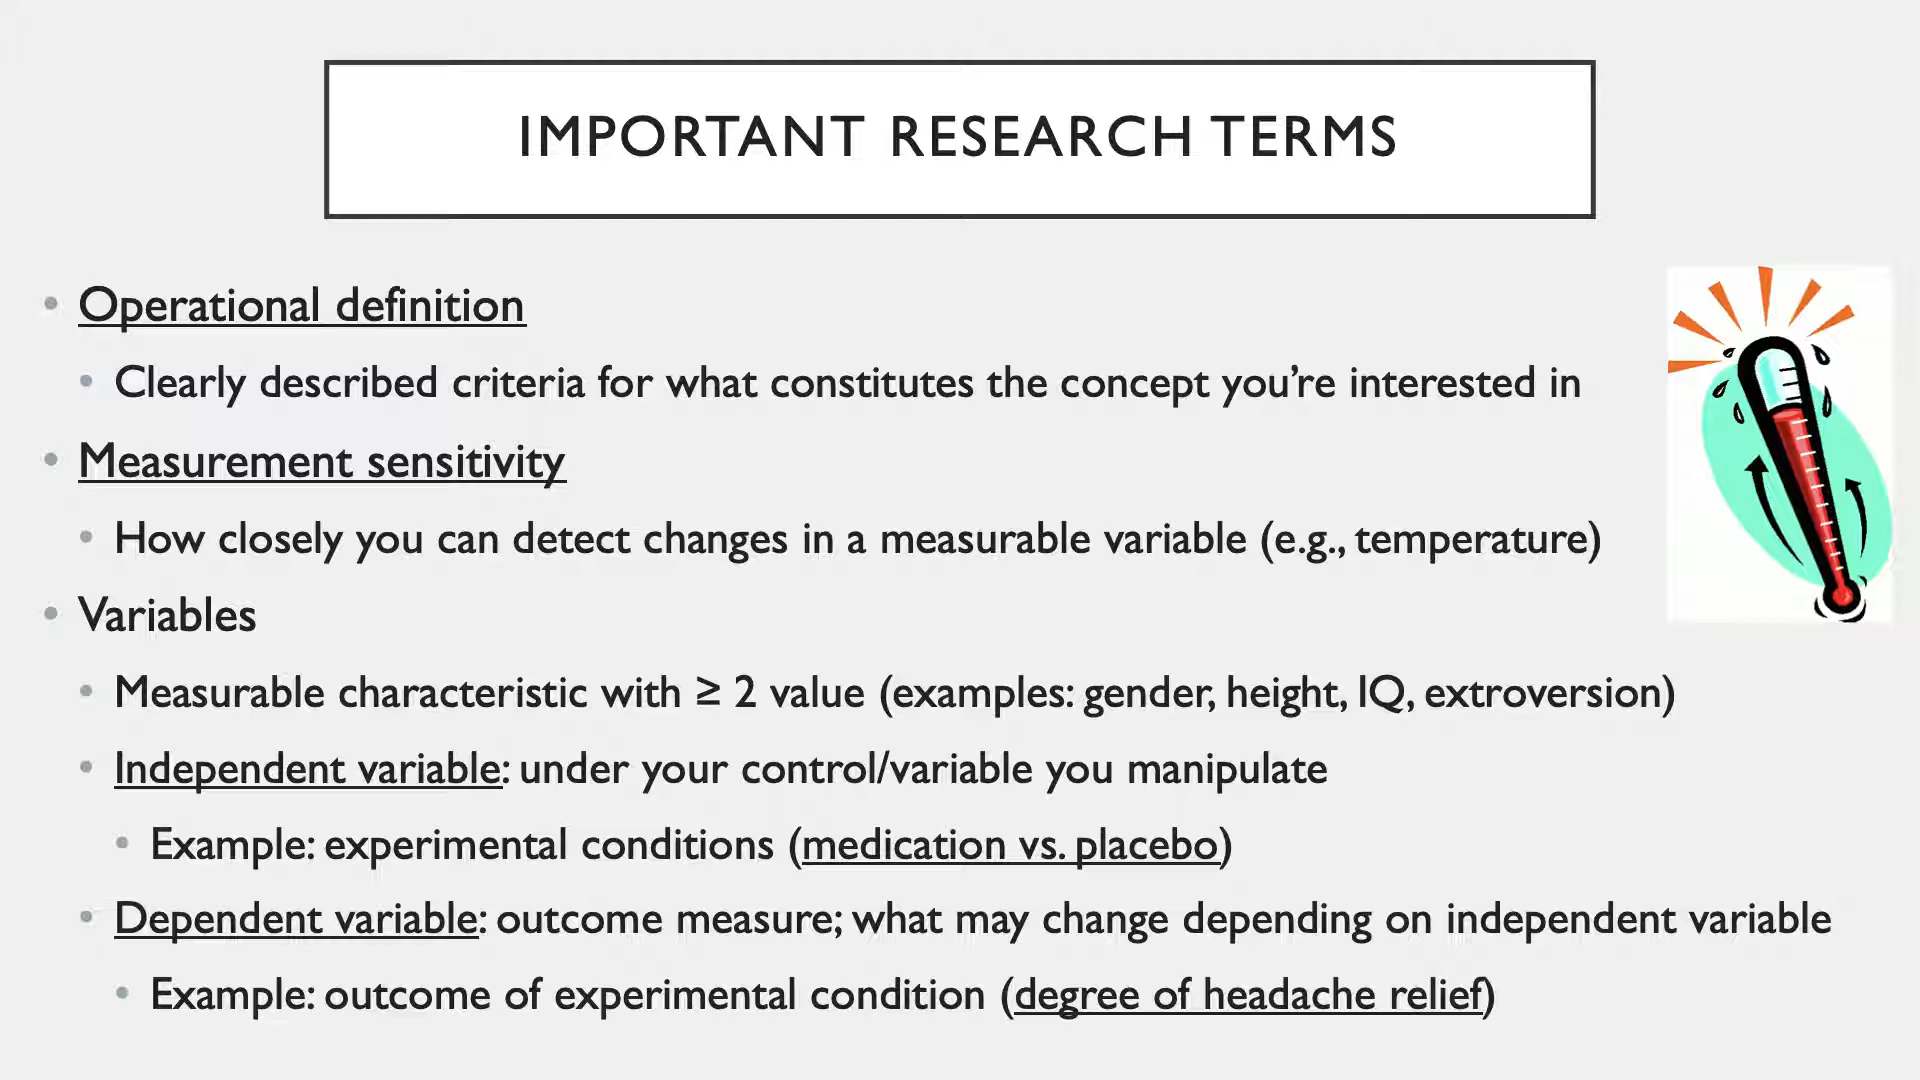 IMPORTANT RESEARCH TERMS
• Operational definition
• Clearly described criteria for what constitutes the concept you're interested in
• Measurement sensitivity
• How closely you can detect changes in a measurable variable (e.g., temperature)
• Variables
• Measurable characteristic with ≥ 2 value (examples: gender, height, IQ, extroversion)
• Independent variable: under your control/variable you manipulate
• Example: experimental conditions (medication vs. placebo)
• Dependent variable: outcome measure; what may change depending on independent variable
• Example: outcome of experimental condition (degree of headache relief)